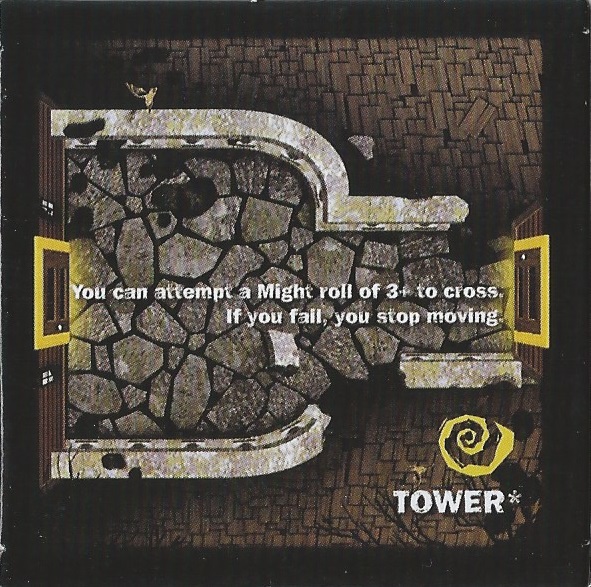 You can attempt a Might roll of 3+ to cross.
If you fail, you stop moving.
TOWER*